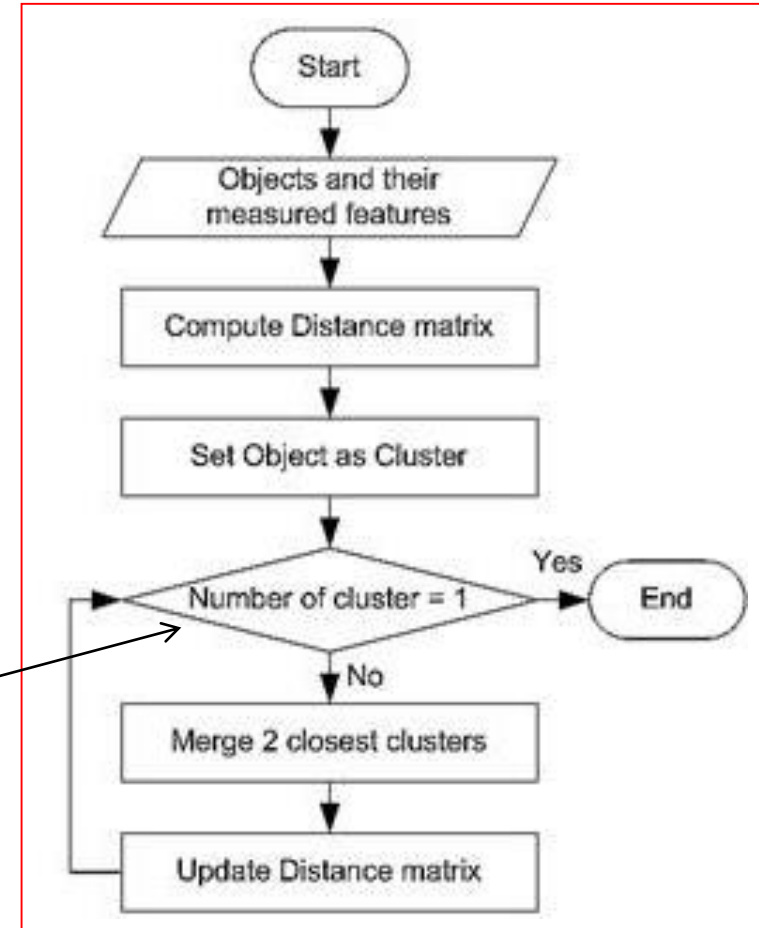 Start
Objects and their
measured features
Compute Distance matrix
Set Object as Cluster
Number of cluster = 1
Yes
End
No
Merge 2 closest clusters
Update Distance matrix